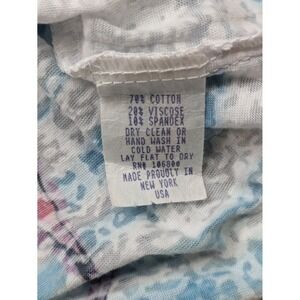 70% COTTON
20% VISCOSE
10% SPANDEX
DRY CLEAN OR
HAND WASH IN
COLD WATER
LAY FLAT TO DRY
RN# 106800
MADE PROUDLY IN
NEW YORK
USA